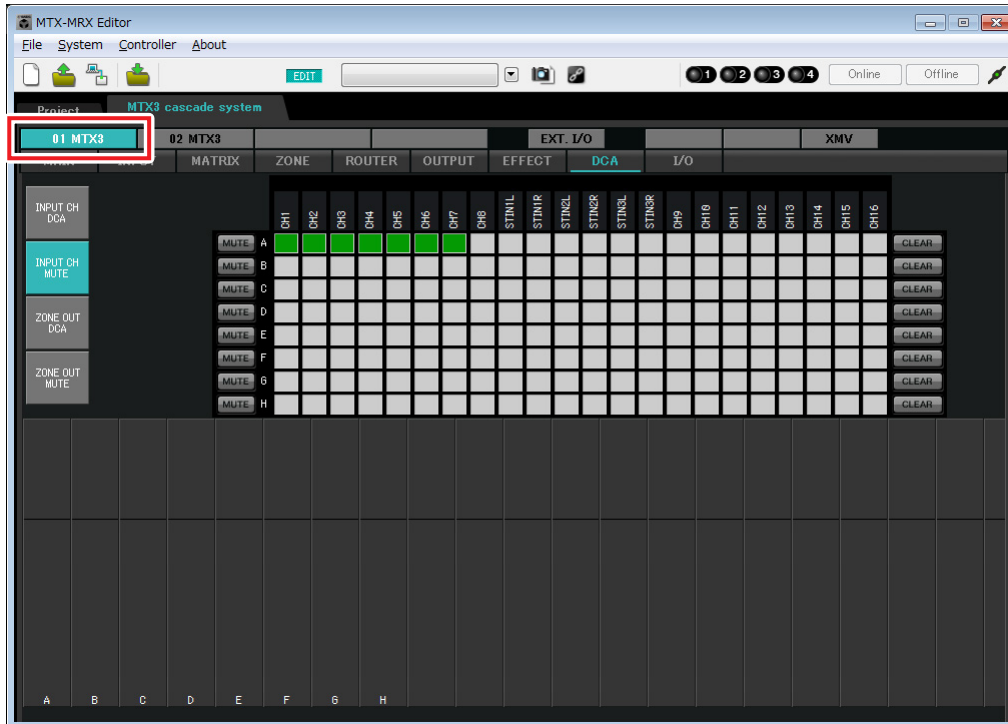 MTX-MRX Editor
File System Controller About
EDIT 1 2 3 4 Online Offline
Project MTX3 cascade system
01 MTX3 02 MTX3 EXT. I/O XMV
MATRIX ZONE ROUTER OUTPUT EFFECT DCA I/O
INPUT CH
DCA
INPUT CH
MUTE
ZONE OUT
DCA
ZONE OUT
MUTE
CH1 CH2 CH3 CH4 CH5 CH6 CH7 CH8 STIN1L STIN1R STIN2L STIN2R STIN3L STIN3R CH9 CH10 CH11 CH12 CH13 CH14 CH15 CH16
MUTE A CLEAR
MUTE B CLEAR
MUTE C CLEAR
MUTE D CLEAR
MUTE E CLEAR
MUTE F CLEAR
MUTE G CLEAR
MUTE H CLEAR
A B C D E F G H